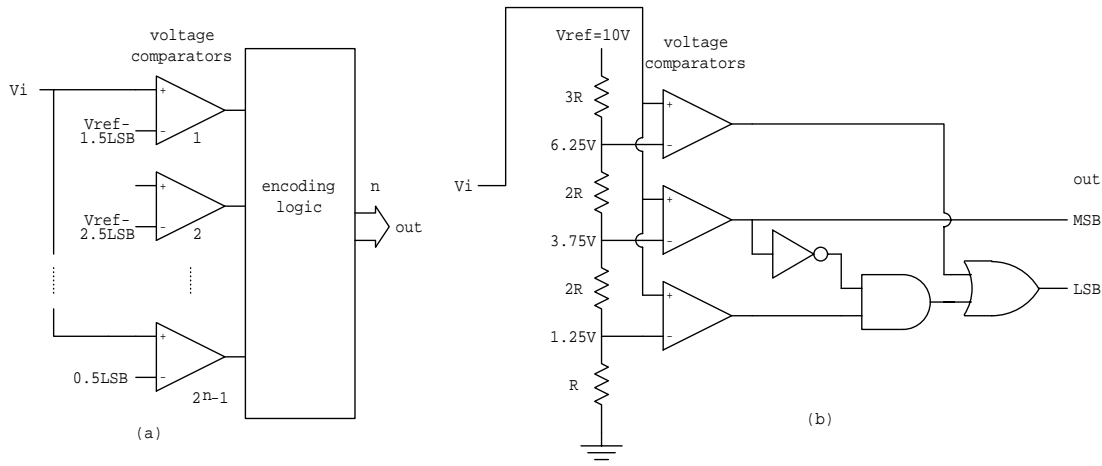 voltage
comparators
Vi
+
-
Vref-
1.5LSB
1
+
-
Vref-
2.5LSB
2
+
-
0.5LSB
2n-1
encoding
logic
n
out
(a)
Vref=10V
voltage
comparators
3R
+
-
6.25V
Vi
2R
+
-
3.75V
2R
+
-
1.25V
R
out
MSB
LSB
(b)